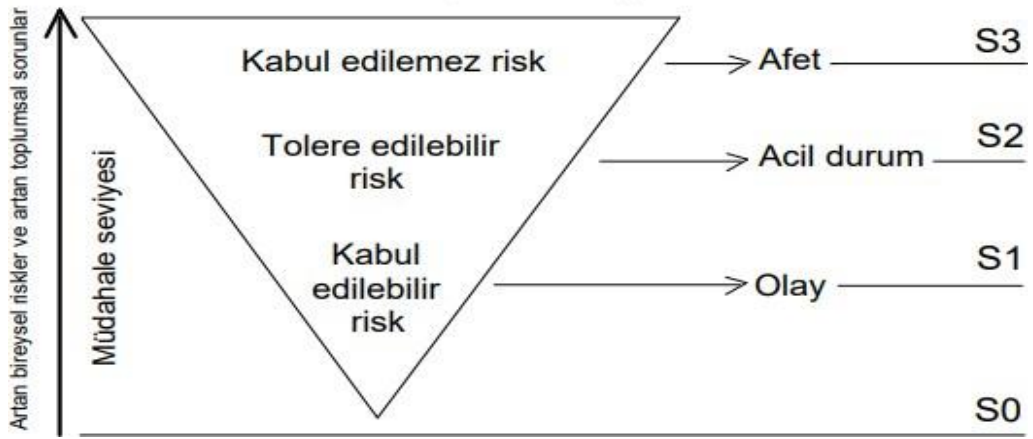 Artan bireysel riskler ve artan toplumsal sorunlar
Müdahale seviyesi
Kabul edilemez risk
Afet
S3
Tolere edilebilir
risk
Acil durum
S2
Kabul
edilebilir
risk
Olay
S1
S0